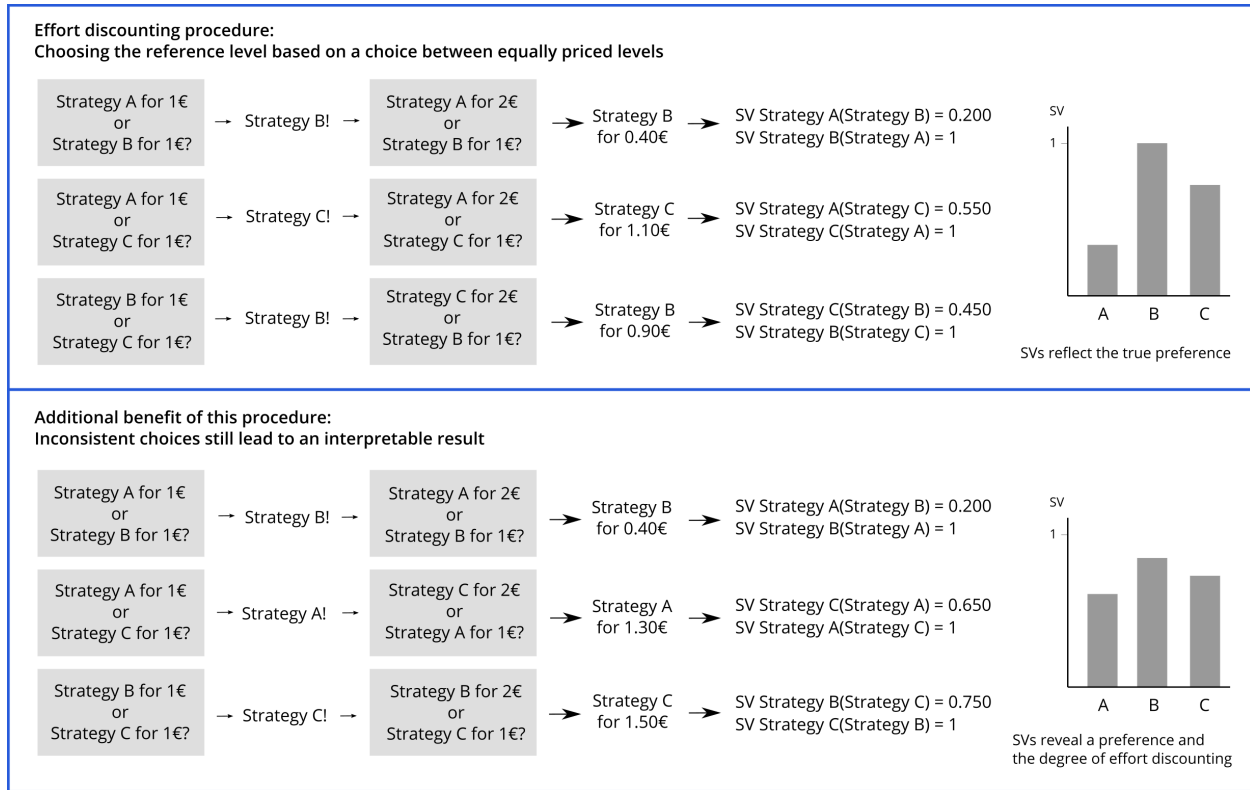 Effort discounting procedure:
Choosing the reference level based on a choice between equally priced levels
Strategy A for 1€
or
Strategy B for 1€?
→ Strategy B! →
Strategy A for 2€
or
Strategy B for 1€?
Strategy B
for 0.40€
SV Strategy A(Strategy B) = 0.200
SV Strategy B(Strategy A) = 1
Strategy A for 1€
or
Strategy C for 1€?
→ Strategy C! →
Strategy A for 2€
or
Strategy C for 1€?
Strategy C
for 1.10€
SV Strategy A(Strategy C) = 0.550
SV Strategy C(Strategy A) = 1
Strategy B for 1€
or
Strategy C for 1€?
→ Strategy B! →
Strategy C for 2€
or
Strategy B for 1€?
Strategy B
for 0.90€
SV Strategy C(Strategy B) = 0.450
SV Strategy B(Strategy C) = 1
SV
1
A B C
SVs reflect the true preference
Additional benefit of this procedure:
Inconsistent choices still lead to an interpretable result
Strategy A for 1€
or
Strategy B for 1€?
→ Strategy B! →
Strategy A for 2€
or
Strategy B for 1€?
Strategy B
for 0.40€
SV Strategy A(Strategy B) = 0.200
SV Strategy B(Strategy A) = 1
Strategy A for 1€
or
Strategy C for 1€?
→ Strategy A! →
Strategy C for 2€
or
Strategy A for 1€?
Strategy A
for 1.30€
SV Strategy C(Strategy A) = 0.650
SV Strategy A(Strategy C) = 1
Strategy B for 1€
or
Strategy C for 1€?
→ Strategy C! →
Strategy B for 2€
or
Strategy C for 1€?
Strategy C
for 1.50€
SV Strategy B(Strategy C) = 0.750
SV Strategy C(Strategy B) = 1
SV
1
A B C
SVs reveal a preference and
the degree of effort discounting